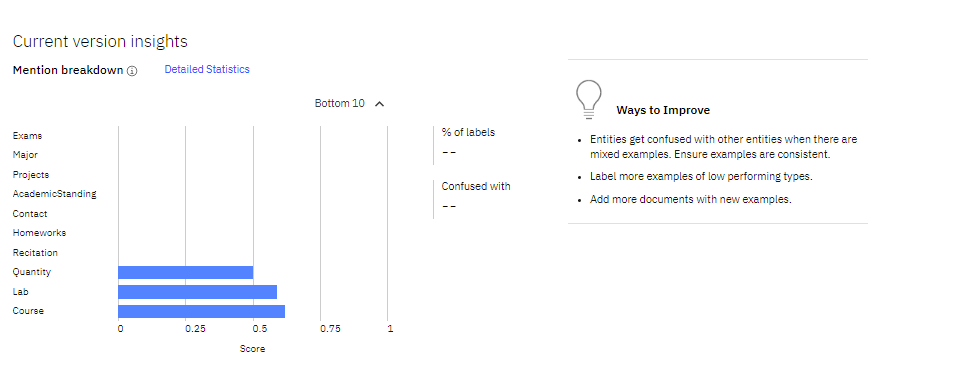 Current version insights
Mention breakdown
Detailed Statistics
Bottom 10
Exams
Major
Projects
AcademicStanding
Contact
Homeworks
Recitation
Quantity
Lab
Course
0 0.25 0.5 0.75 1
Score
% of labels
--
Confused with
--
Ways to Improve
• Entities get confused with other entities when there are
mixed examples. Ensure examples are consistent.
• Label more examples of low performing types.
• Add more documents with new examples.